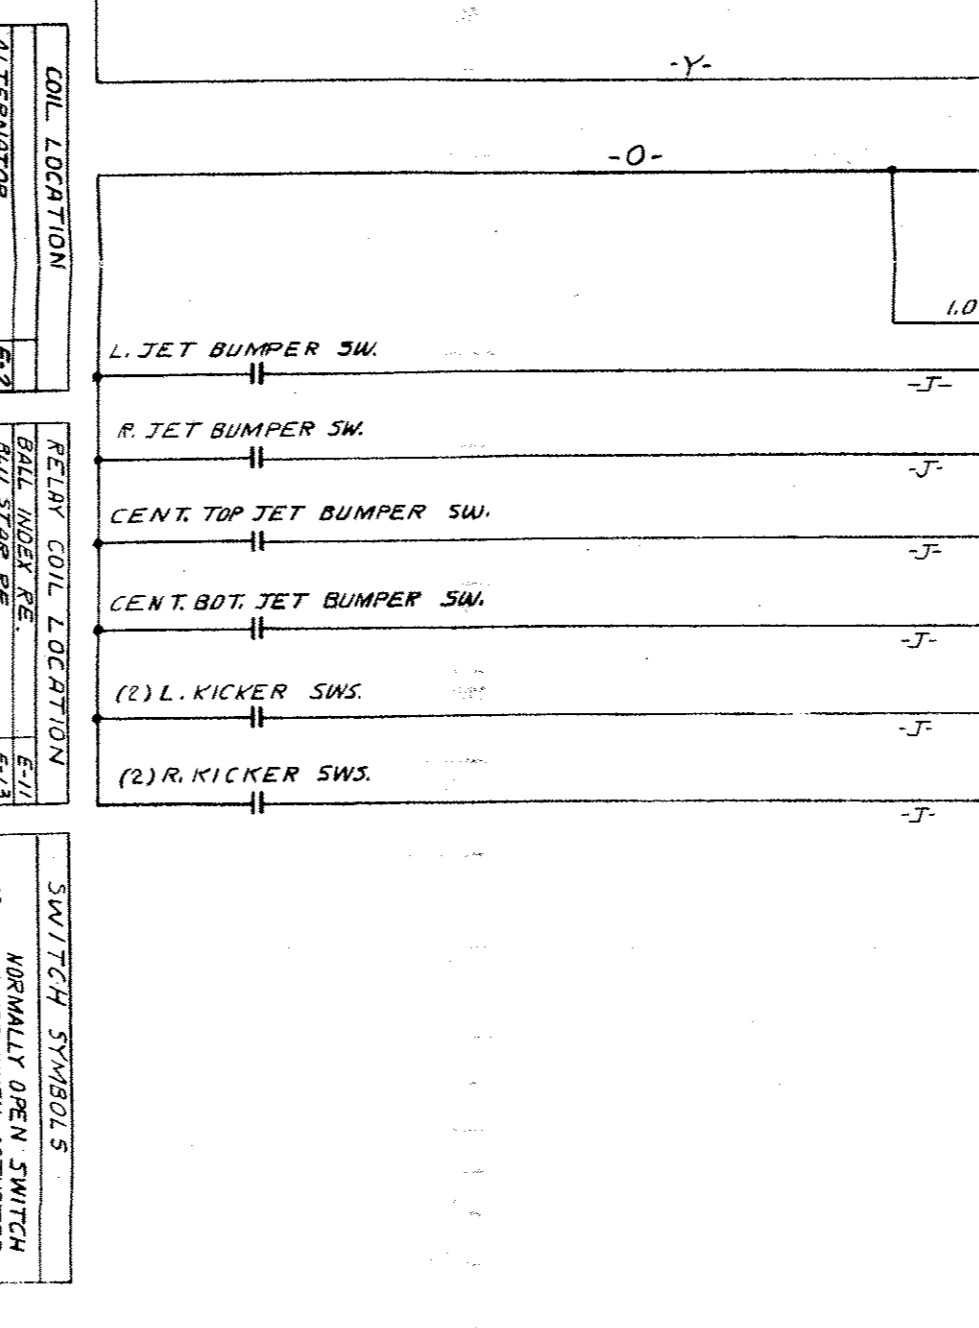 -Y-
-O-
1.0
L. JET BUMPER SW.
-J-
R. JET BUMPER SW.
-J-
CENT. TOP JET BUMPER SW.
-J-
CENT. BOT. JET BUMPER SW.
-J-
(2) L. KICKER SWS.
-J-
(2) R. KICKER SWS.
-J-
COIL LOCATION
ALTERNATOR
RELAY COIL LOCATION
BALL INDEX RE. E-11
E-13
SWITCH SYMBOLS
NORMALLY OPEN SWITCH